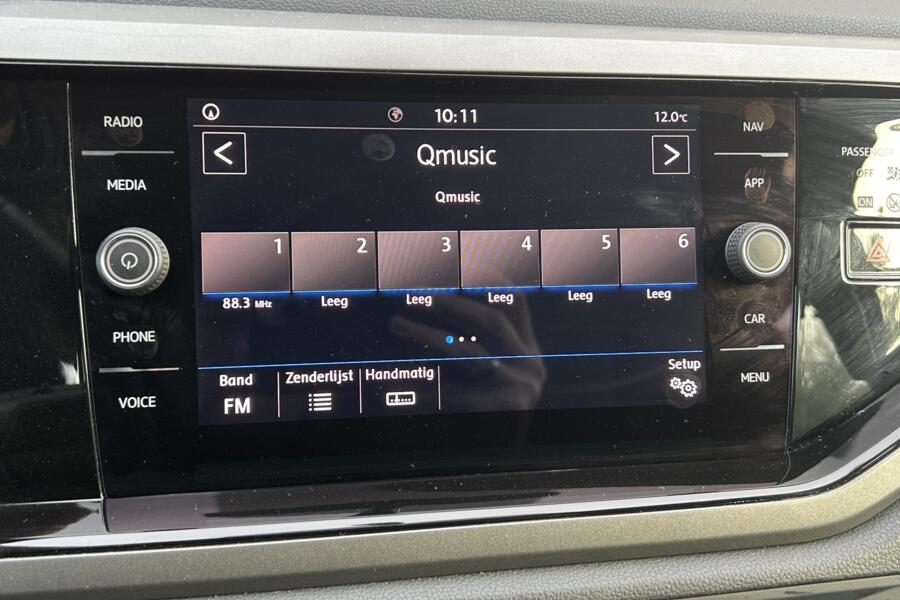 RADIO
MEDIA
PHONE
VOICE
10:11
12.0°C
<
Qmusic
>
Qmusic
1 2 3 4 5 6
88.3 MHz Leeg Leeg Leeg Leeg Leeg
Band Zenderlijst Handmatig Setup
FM
NAV
APP
CAR
MENU
PASSENGER
OFF
ON